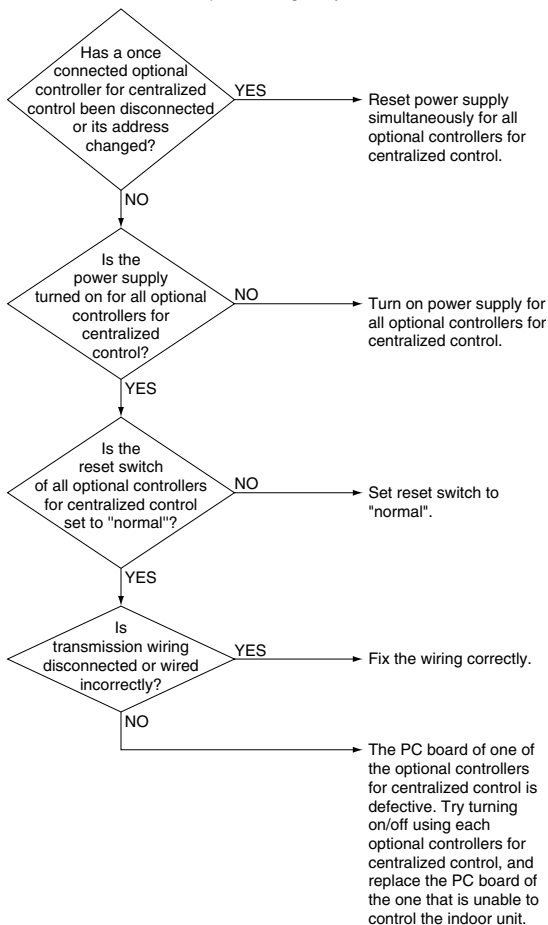 Has a once
connected optional
controller for centralized
control been disconnected
or its address
changed?
YES
Reset power supply
simultaneously for all
optional controllers for
centralized control.
NO
Is the
power supply
turned on for all optional
controllers for
centralized
control?
NO
Turn on power supply for
all optional controllers for
centralized control.
YES
Is the
reset switch
of all optional controllers
for centralized control
set to "normal"?
NO
Set reset switch to
"normal".
YES
Is
transmission wiring
disconnected or wired
incorrectly?
YES
Fix the wiring correctly.
NO
The PC board of one of
the optional controllers
for centralized control is
defective. Try turning
on/off using each
optional controllers for
centralized control, and
replace the PC board of
the one that is unable to
control the indoor unit.